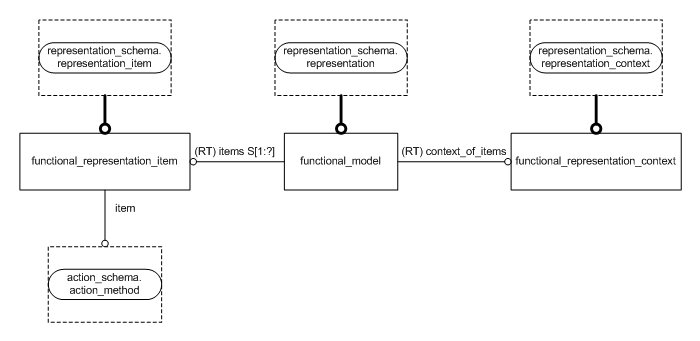 representation_schema.
representation_item
representation_schema.
representation
representation_schema.
representation_context
functional_representation_item
(RT) items S[1:?]
functional_model
(RT) context_of_items
functional_representation_context
item
action_schema.
action_method